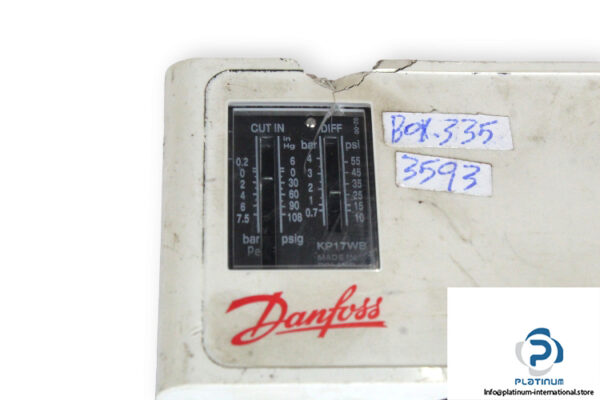 CUT IN DIFF
in Hg bar psi
0.2 6 4 55
0 0 3 45
2 30 2 35
4 60 1 25
6 90 0.7 15
7.5 108 10
bar psig
Pe
KP17WB
MADE IN
Danfoss
BOX.335
3593
PLATINUM
Info@platinum-international.store